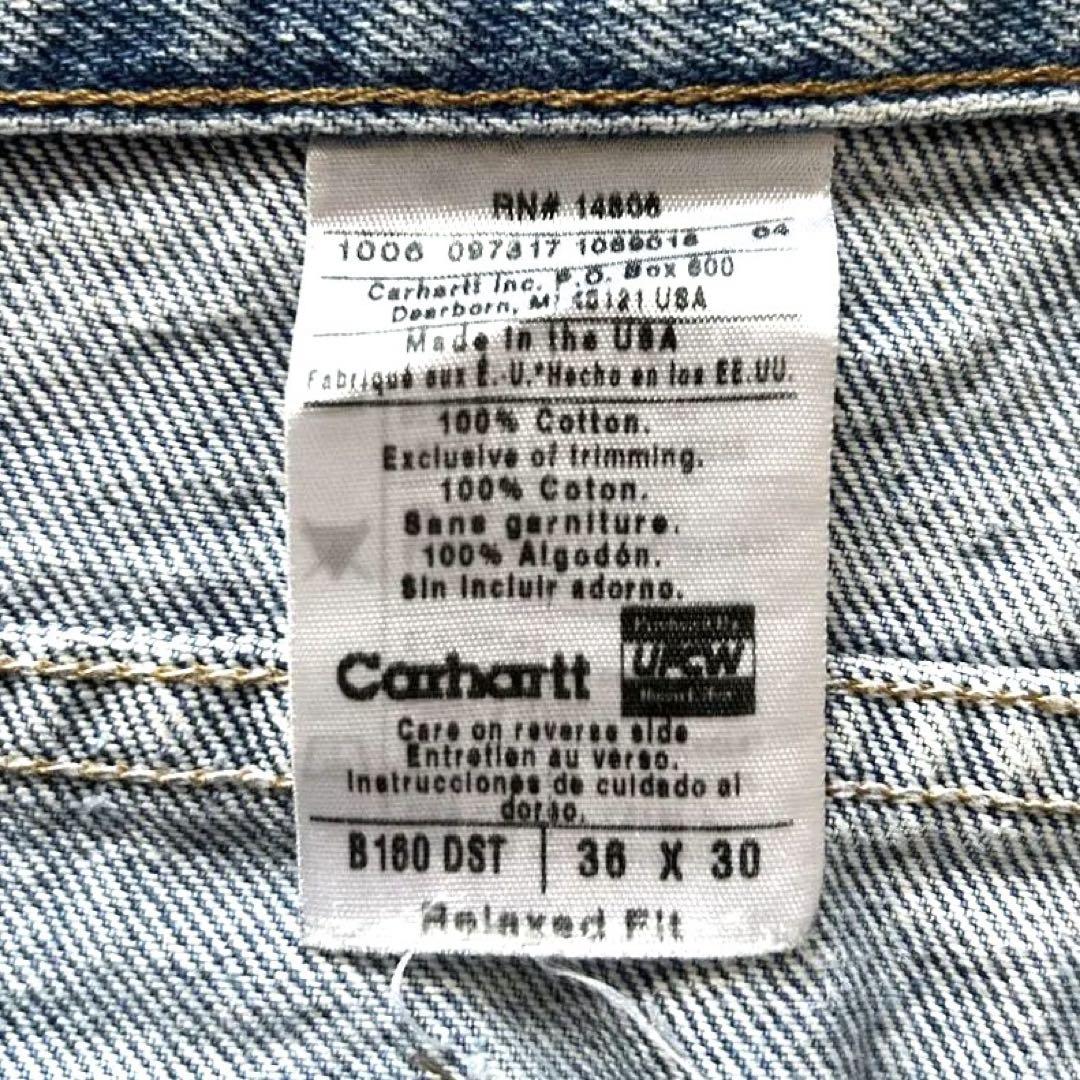 RN# 14806
1006 097317 1089018 04
Carhartt Inc. P.O. Box 600
Dearborn, MI 48121 USA
Made in the USA
Fabriqué aux É.-U.*Hecho en los EE.UU.
100% Cotton.
Exclusive of trimming.
100% Coton.
Sans garniture.
100% Algodón.
Sin incluir adorno.
Carhartt
UFCW
Care on reverse side
Entretien au verso.
Instrucciones de cuidado al
dorso.
B160 DST 36 X 30
Relaxed Fit